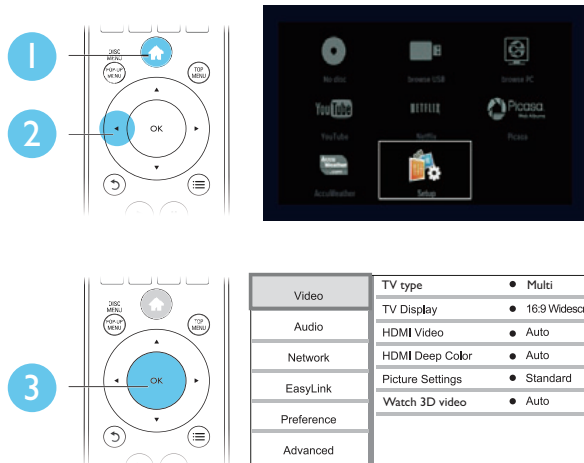 1
DISC
MENU
POP-UP
MENU
TOP
MENU
2
OK
No disc
browse USB
browse PC
YouTube
NETFLIX
Picasa
Web Albums
YouTube
Netflix
Picasa
Accu
Weather
.com
AccuWeather
Setup
DISC
MENU
POP-UP
MENU
TOP
MENU
3
OK
Video
Audio
Network
EasyLink
Preference
Advanced
TV type ● Multi
TV Display ● 16:9 Widescr
HDMI Video ● Auto
HDMI Deep Color ● Auto
Picture Settings ● Standard
Watch 3D video ● Auto